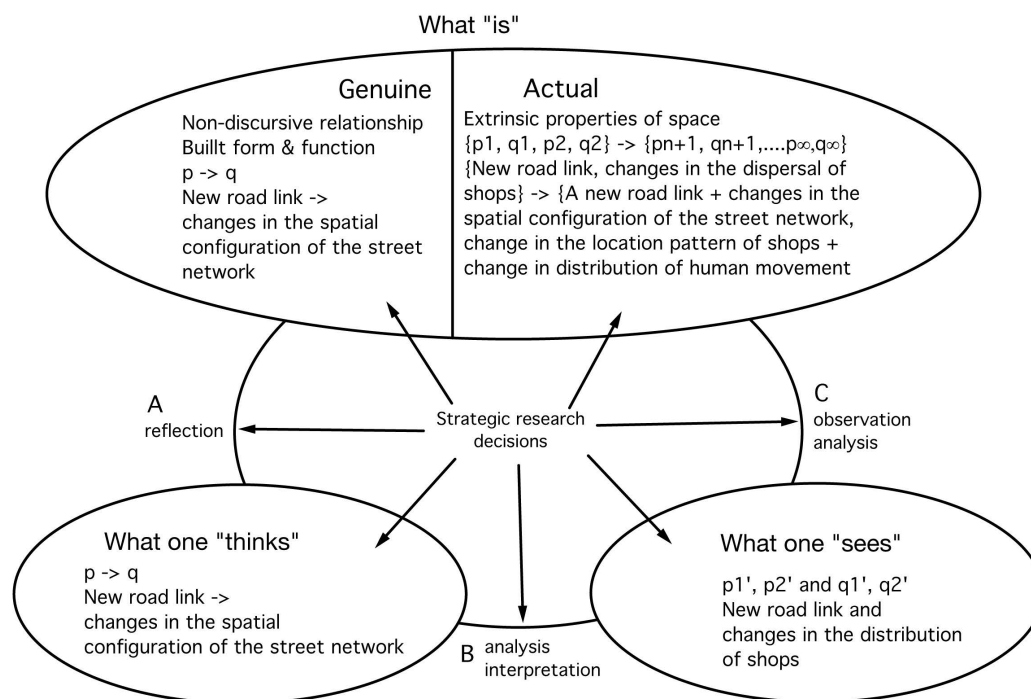 What "is"
Genuine
Non-discursive relationship
Buillt form & function
p -> q
New road link ->
changes in the spatial
configuration of the street
network
Actual
Extrinsic properties of space
{p1, q1, p2, q2} -> {pn+1, qn+1,....p∞,q∞}
{New road link, changes in the dispersal of
shops} -> {A new road link + changes in the
spatial configuration of the street network,
change in the location pattern of shops +
change in distribution of human movement
A
reflection
Strategic research
decisions
C
observation
analysis
What one "thinks"
p -> q
New road link ->
changes in the spatial
configuration of the street network
B
analysis
interpretation
What one "sees"
p1', p2' and q1', q2'
New road link and
changes in the distribution
of shops